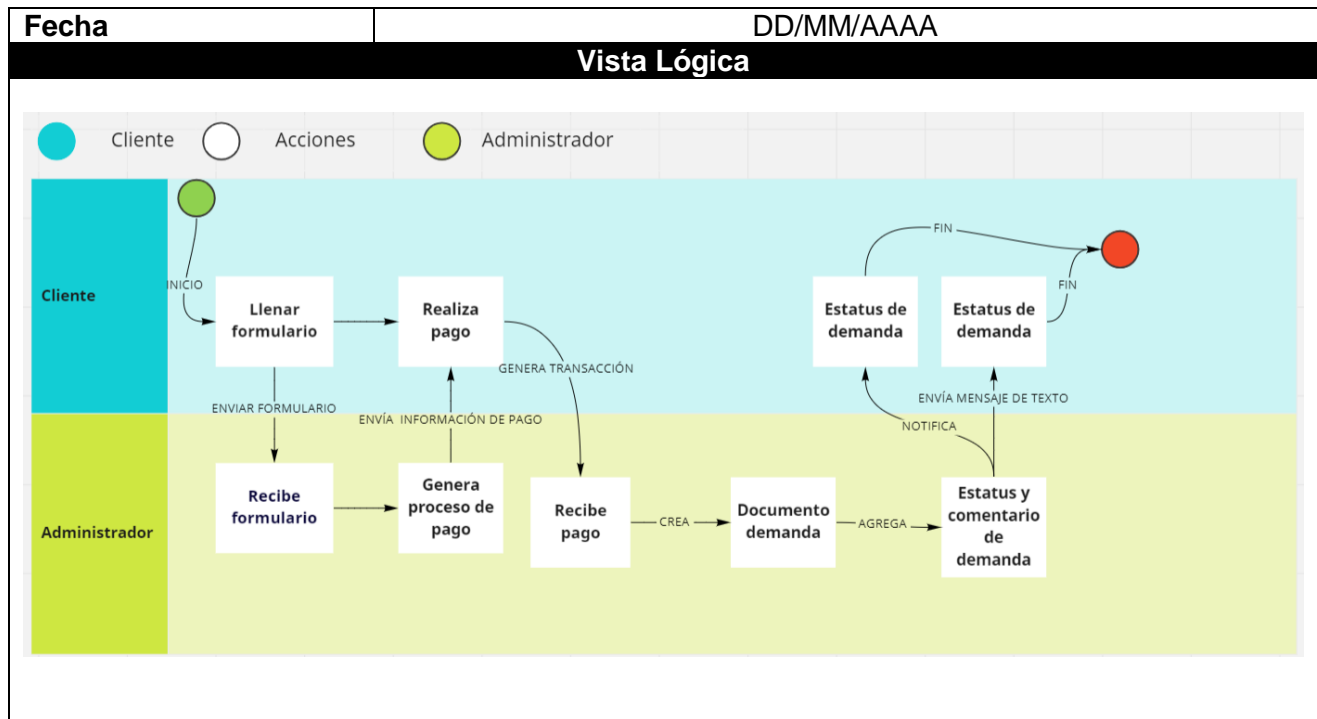 Fecha
DD/MM/AAAA
Vista Lógica
Cliente
Acciones
Administrador
Cliente
INICIO
Llenar
formulario
Realiza
pago
Estatus de
demanda
Estatus de
demanda
FIN
FIN
GENERA TRANSACCIÓN
ENVIAR FORMULARIO
ENVÍA INFORMACIÓN DE PAGO
ENVÍA MENSAJE DE TEXTO
NOTIFICA
Administrador
Recibe
formulario
Genera
proceso de
pago
Recibe
pago
CREA
Documento
demanda
AGREGA
Estatus y
comentario
de
demanda